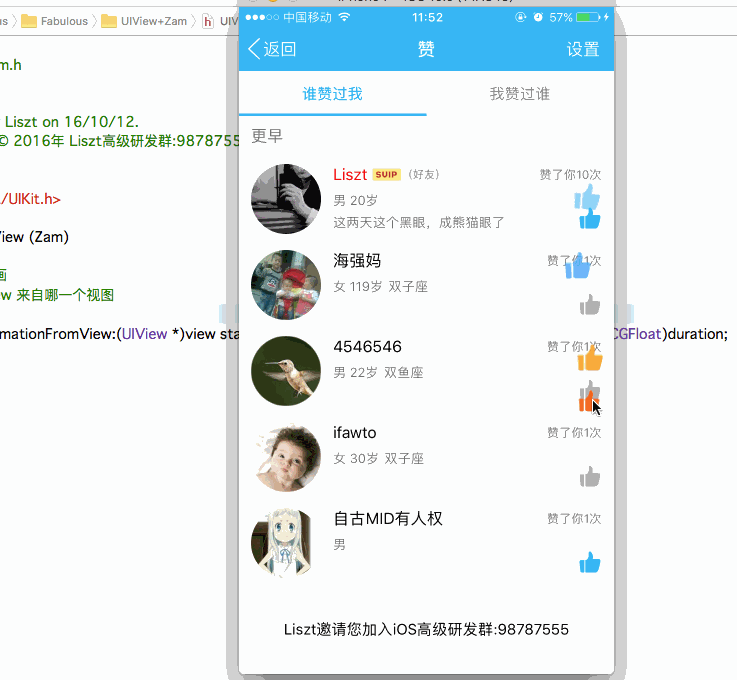 us Fabulous UIView+Zam h UIV
m.h
Liszt on 16/10/12.
© 2016年 Liszt高级研发群:98787555
/UIKit.h>
iew (Zam)
画
w 来自哪一个视图
mationFromView:(UIView *)view sta
CGFloat)duration;
中国移动 11:52 57%
返回 赞 设置
谁赞过我 我赞过谁
更早
Liszt SUIP (好友) 赞了你10次
男 20岁
这两天这个黑眼，成熊猫眼了
海强妈 赞了你1次
女 119岁 双子座
4546546 赞了你1次
男 22岁 双鱼座
ifawto 赞了你1次
女 30岁 双子座
自古MID有人权 赞了你1次
男
Liszt邀请您加入iOS高级研发群:98787555